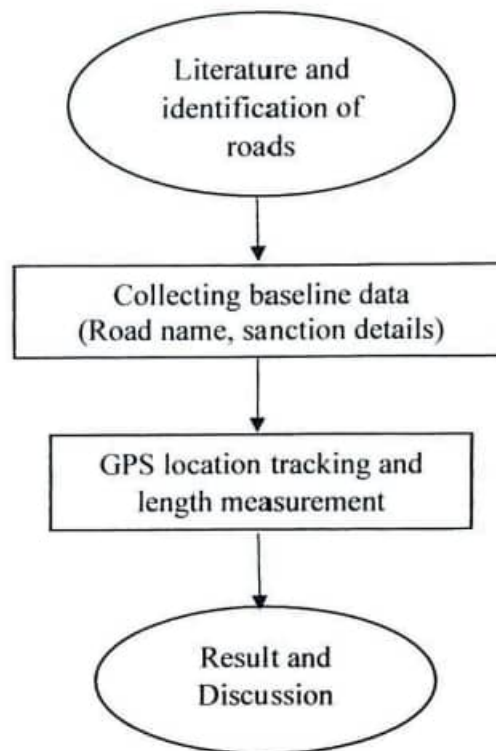 Literature and
identification of
roads
Collecting baseline data
(Road name, sanction details)
GPS location tracking and
length measurement
Result and
Discussion